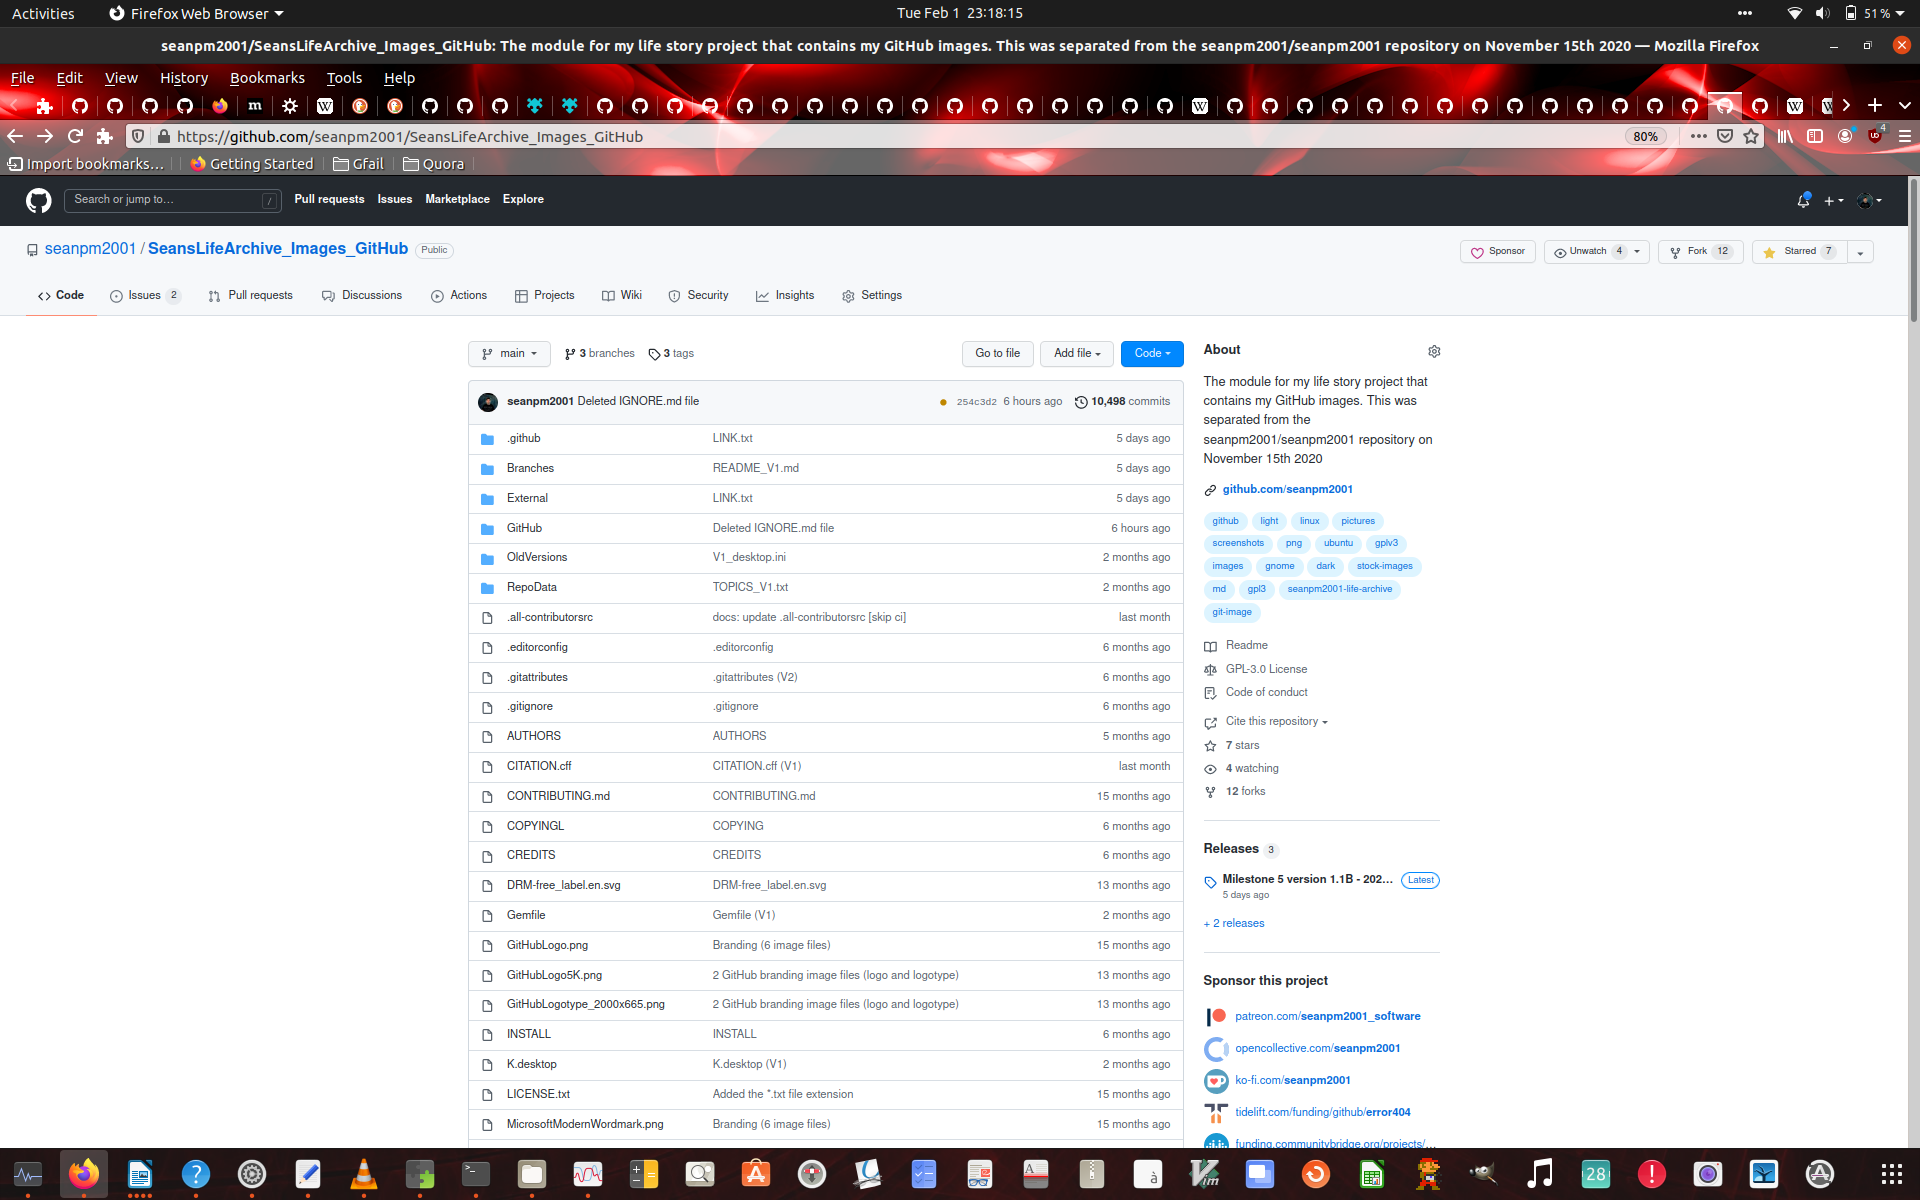 Activities Firefox Web Browser Tue Feb 1 23:18:15 51 %
seanpm2001/SeansLifeArchive_Images_GitHub: The module for my life story project that contains my GitHub images. This was separated from the seanpm2001/seanpm2001 repository on November 15th 2020 — Mozilla Firefox
File Edit View History Bookmarks Tools Help
https://github.com/seanpm2001/SeansLifeArchive_Images_GitHub 80% 4
Import bookmarks... Getting Started Gfail Quora
Search or jump to... / Pull requests Issues Marketplace Explore
seanpm2001 / SeansLifeArchive_Images_GitHub Public Sponsor Unwatch 4 Fork 12 Starred 7
Code Issues 2 Pull requests Discussions Actions Projects Wiki Security Insights Settings
main 3 branches 3 tags Go to file Add file Code
seanpm2001 Deleted IGNORE.md file 254c3d2 6 hours ago 10,498 commits
.github LINK.txt 5 days ago
Branches README_V1.md 5 days ago
External LINK.txt 5 days ago
GitHub Deleted IGNORE.md file 6 hours ago
OldVersions V1_desktop.ini 2 months ago
RepoData TOPICS_V1.txt 2 months ago
.all-contributorsrc docs: update .all-contributorsrc [skip ci] last month
.editorconfig .editorconfig 6 months ago
.gitattributes .gitattributes (V2) 6 months ago
.gitignore .gitignore 6 months ago
AUTHORS AUTHORS 5 months ago
CITATION.cff CITATION.cff (V1) last month
CONTRIBUTING.md CONTRIBUTING.md 15 months ago
COPYINGL COPYING 6 months ago
CREDITS CREDITS 6 months ago
DRM-free_label.en.svg DRM-free_label.en.svg 13 months ago
Gemfile Gemfile (V1) 2 months ago
GitHubLogo.png Branding (6 image files) 15 months ago
GitHubLogo5K.png 2 GitHub branding image files (logo and logotype) 13 months ago
GitHubLogotype_2000x665.png 2 GitHub branding image files (logo and logotype) 13 months ago
INSTALL INSTALL 6 months ago
K.desktop K.desktop (V1) 2 months ago
LICENSE.txt Added the *.txt file extension 15 months ago
MicrosoftModernWordmark.png Branding (6 image files) 15 months ago
About
The module for my life story project that
contains my GitHub images. This was
separated from the
seanpm2001/seanpm2001 repository on
November 15th 2020
github.com/seanpm2001
github light linux pictures
screenshots png ubuntu gplv3
images gnome dark stock-images
md gpl3 seanpm2001-life-archive
git-image
Readme
GPL-3.0 License
Code of conduct
Cite this repository
7 stars
4 watching
12 forks
Releases 3
Milestone 5 version 1.1B - 202... Latest
5 days ago
+ 2 releases
Sponsor this project
patreon.com/seanpm2001_software
opencollective.com/seanpm2001
ko-fi.com/seanpm2001
tidelift.com/funding/github/error404
funding.communitybridge.org/projects/...
28